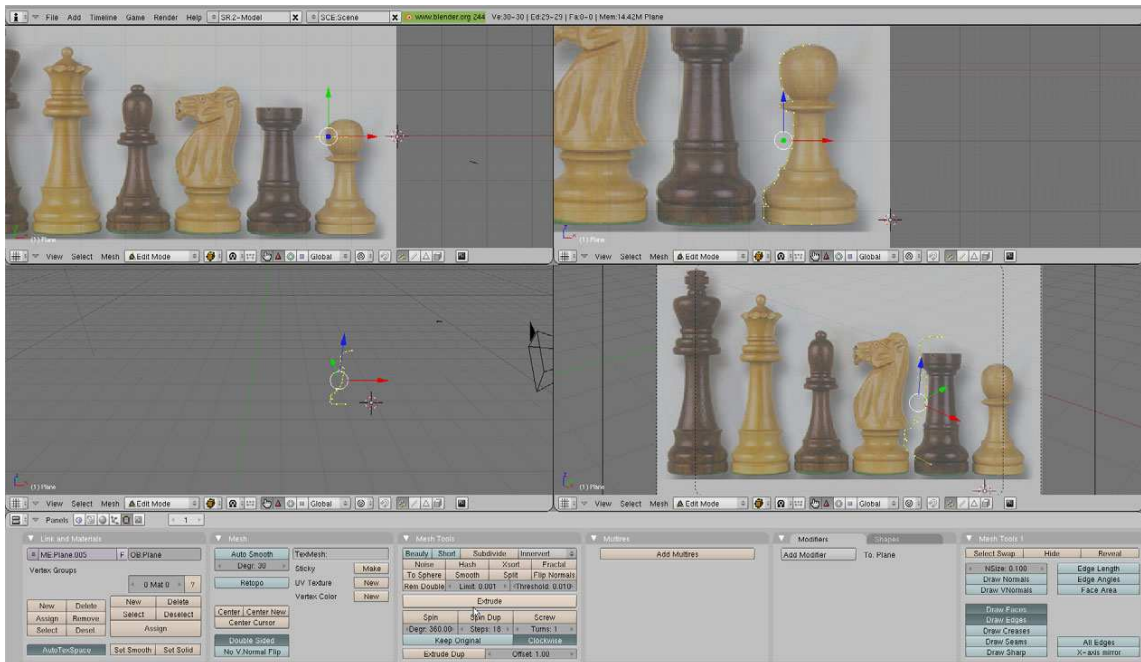 File Add Timeline Game Render Help SR:2-Model X SCE:Scene X www.blender.org 244 Ve:30-30 | Ed:29-29 | Fa:0-0 | Mem:14.42M Plane
(1) Plane
(1) Plane
View Select Mesh Edit Mode Global
View Select Mesh Edit Mode Global
(1) Plane
(1) Plane
View Select Mesh Edit Mode Global
View Select Mesh Edit Mode Global
Panels 1
Link and Materials
ME:Plane.005 F OB:Plane
Vertex Groups
0 Mat 0 ?
New Delete New Delete
Assign Remove Select Deselect
Select Desel Assign
AutoTexSpace Set Smooth Set Solid
Mesh
Auto Smooth TexMesh:
Degr: 30 Sticky Make
Retopo UV Texture New
Vertex Color New
Center Center New
Center Cursor
Double Sided
No V.Normal Flip
Mesh Tools
Beauty Short Subdivide Innervert
Noise Hash Xsort Fractal
To Sphere Smooth Split Flip Normals
Rem Double Limit: 0.001 Threshold: 0.010
Extrude
Spin Spin Dup Screw
Degr: 360.00 Steps: 18 Turns: 1
Keep Original Clockwise
Extrude Dup Offset: 1.00
Multires
Add Multires
Modifiers Shapes
Add Modifier To: Plane
Mesh Tools 1
Select Swap Hide Reveal
NSize: 0.100 Edge Length
Draw Normals Edge Angles
Draw VNormals Face Area
Draw Faces
Draw Edges
Draw Creases
Draw Seams All Edges
Draw Sharp X-axis mirror